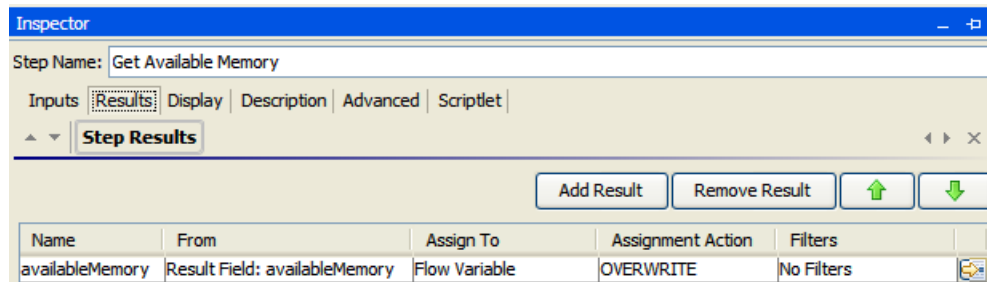 Inspector
Step Name: Get Available Memory
Inputs Results Display Description Advanced Scriptlet
Step Results
Add Result Remove Result
Name From Assign To Assignment Action Filters
availableMemory Result Field: availableMemory Flow Variable OVERWRITE No Filters